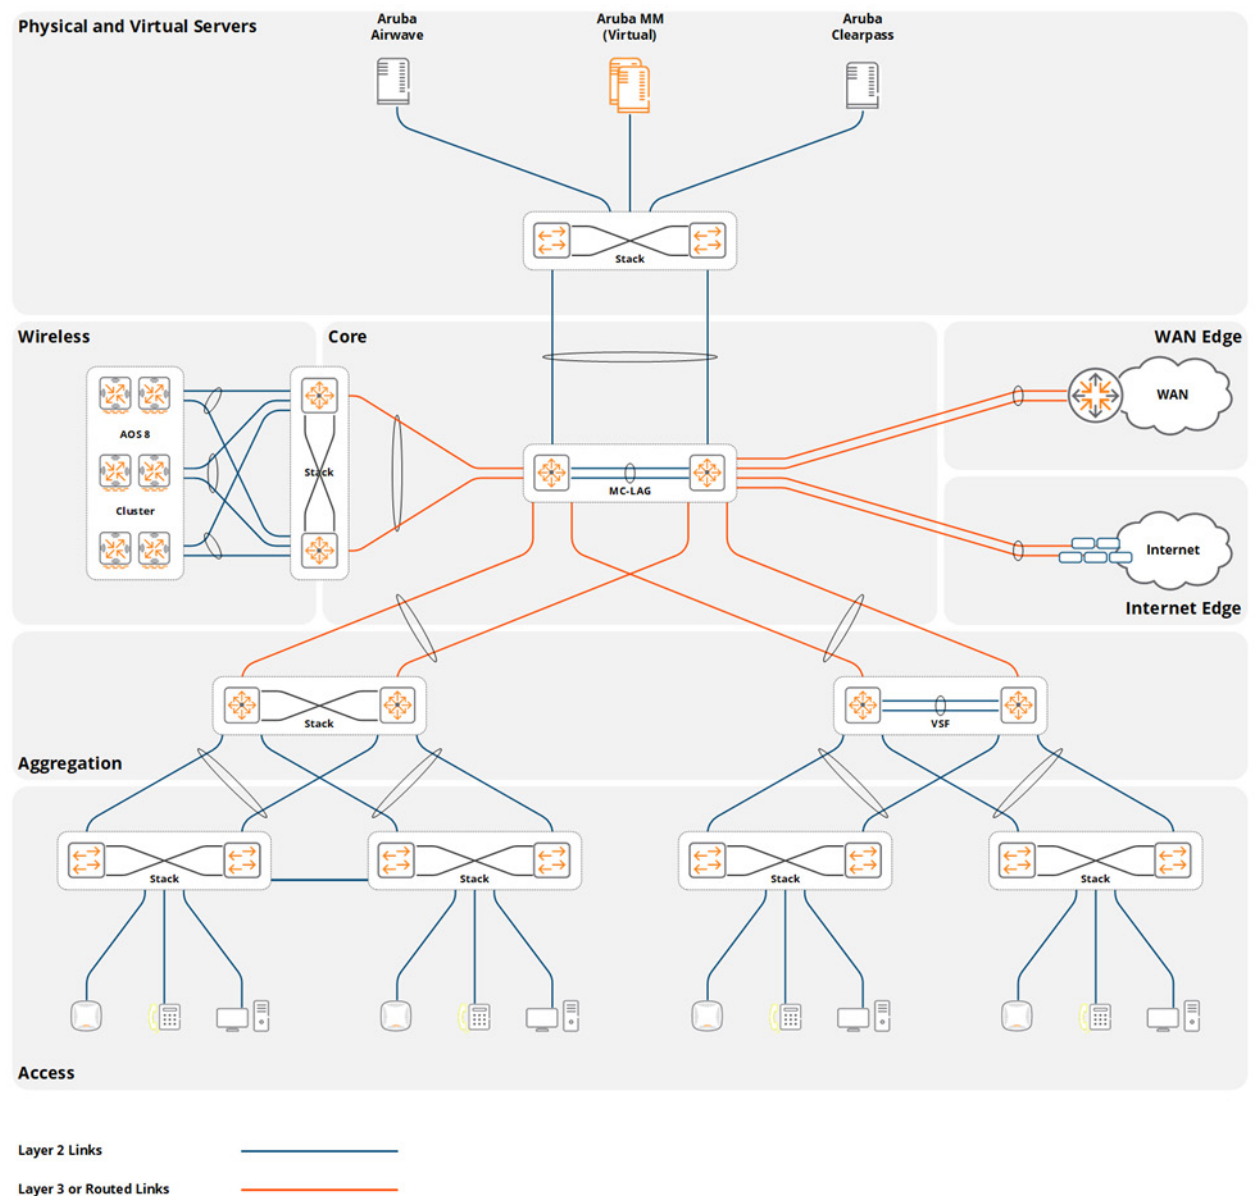 Physical and Virtual Servers
Aruba
Airwave
Aruba MM
(Virtual)
Aruba
Clearpass
Stack
Wireless
Core
WAN Edge
AOS 8
Cluster
Stack
MC-LAG
WAN
Internet
Internet Edge
Stack
VSF
Aggregation
Stack
Stack
Stack
Stack
Access
Layer 2 Links
Layer 3 or Routed Links